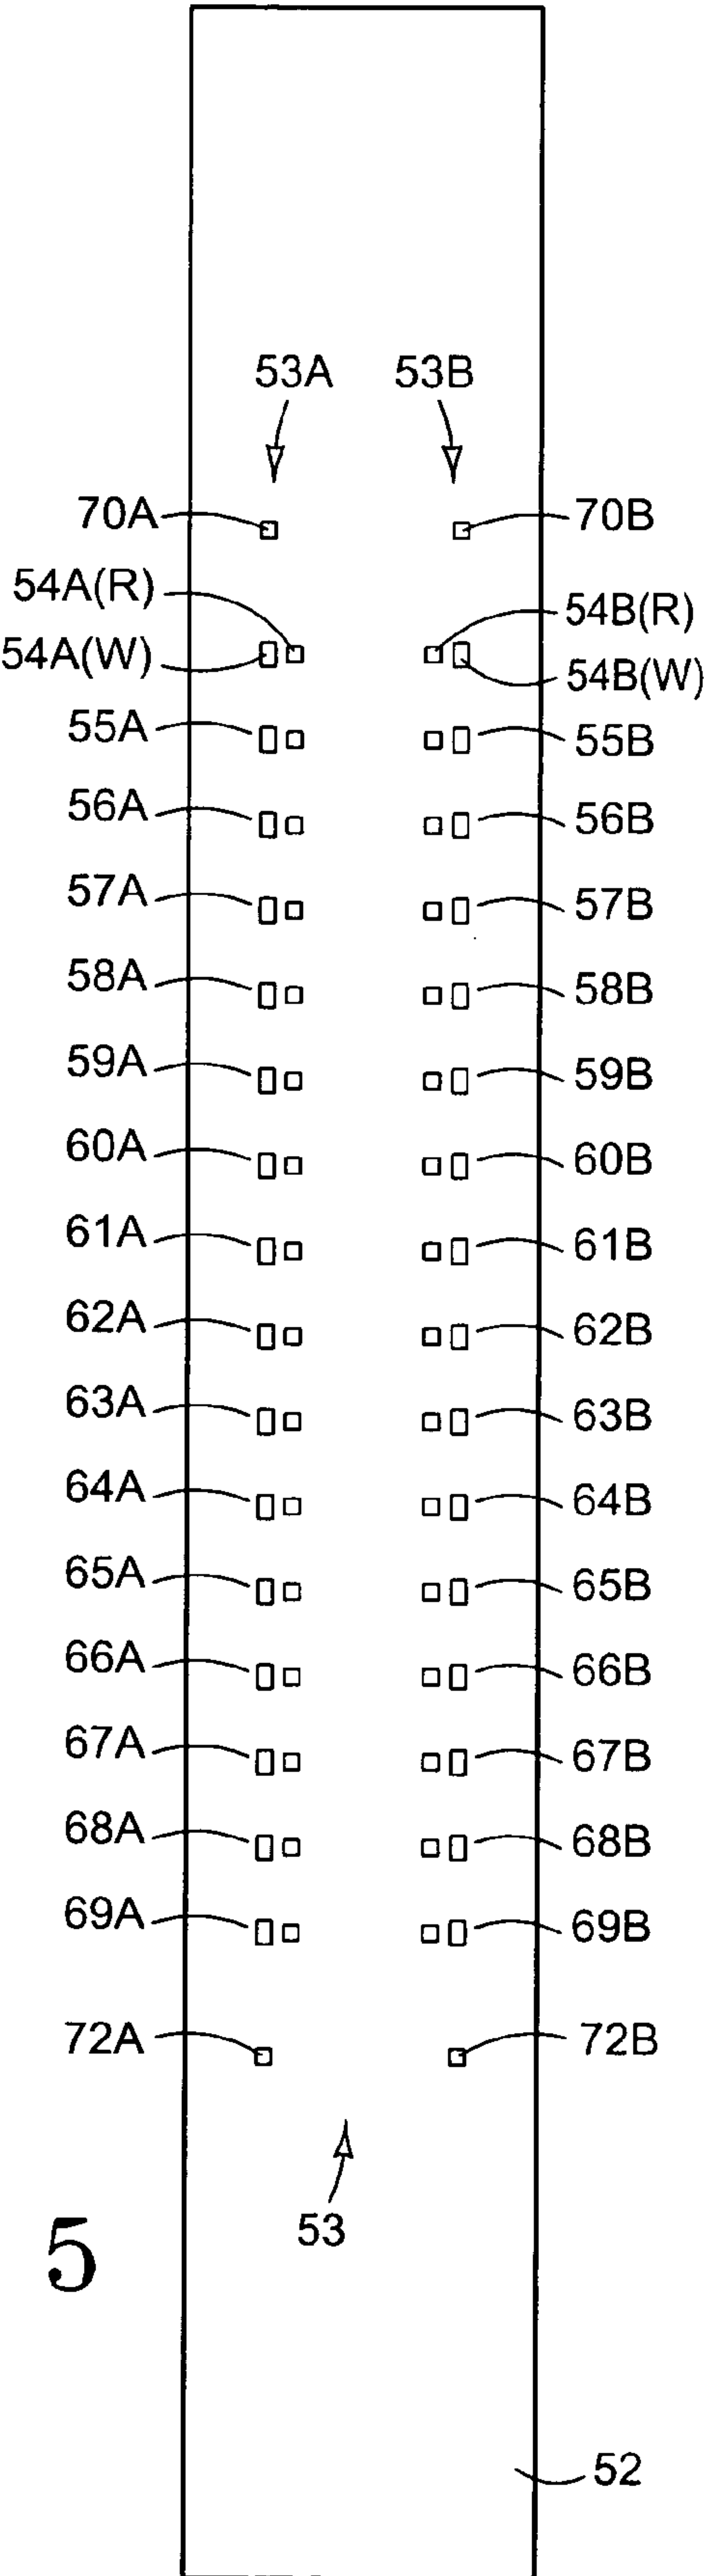 53A 53B
70A 70B
54A(R) 54B(R)
54A(W) 54B(W)
55A 55B
56A 56B
57A 57B
58A 58B
59A 59B
60A 60B
61A 61B
62A 62B
63A 63B
64A 64B
65A 65B
66A 66B
67A 67B
68A 68B
69A 69B
72A 72B
53
5
52